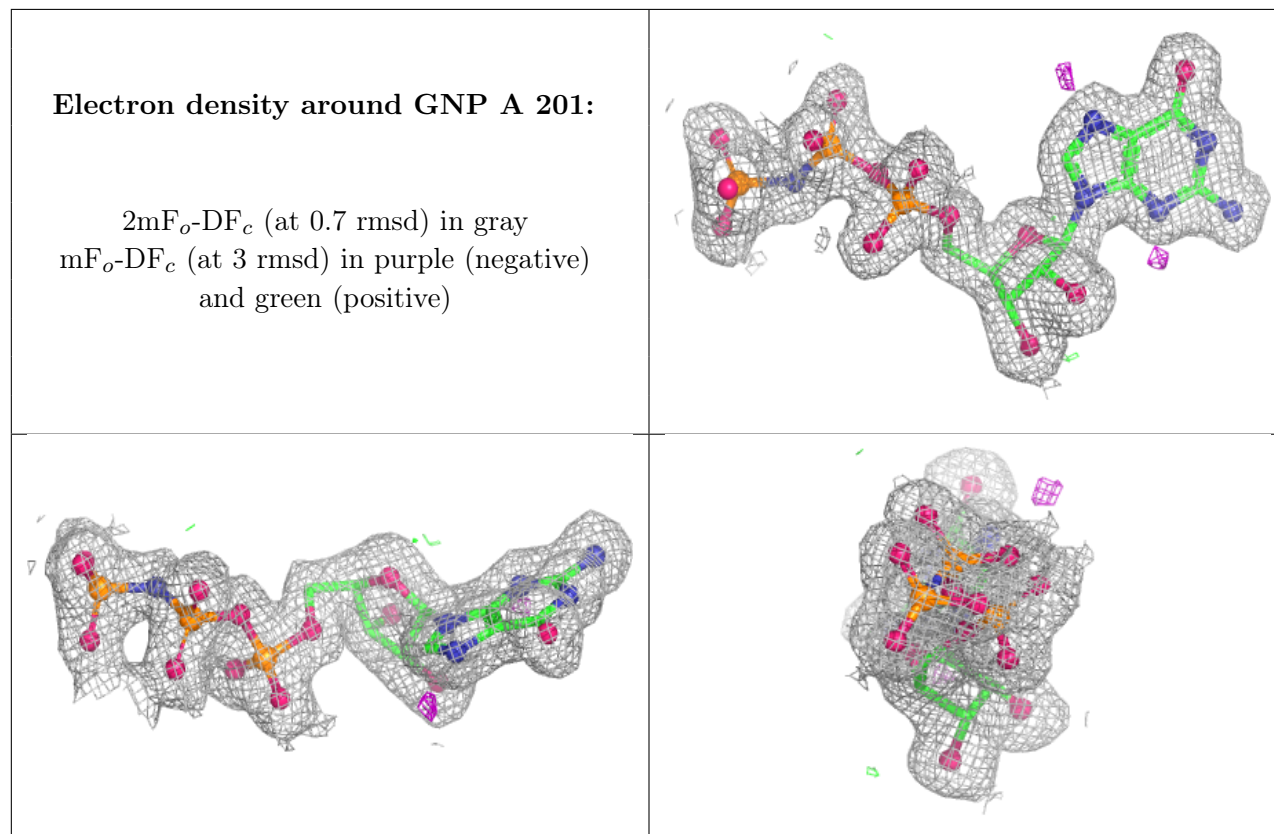 Electron density around GNP A 201:
2mFo-DFc (at 0.7 rmsd) in gray
mFo-DFc (at 3 rmsd) in purple (negative)
and green (positive)